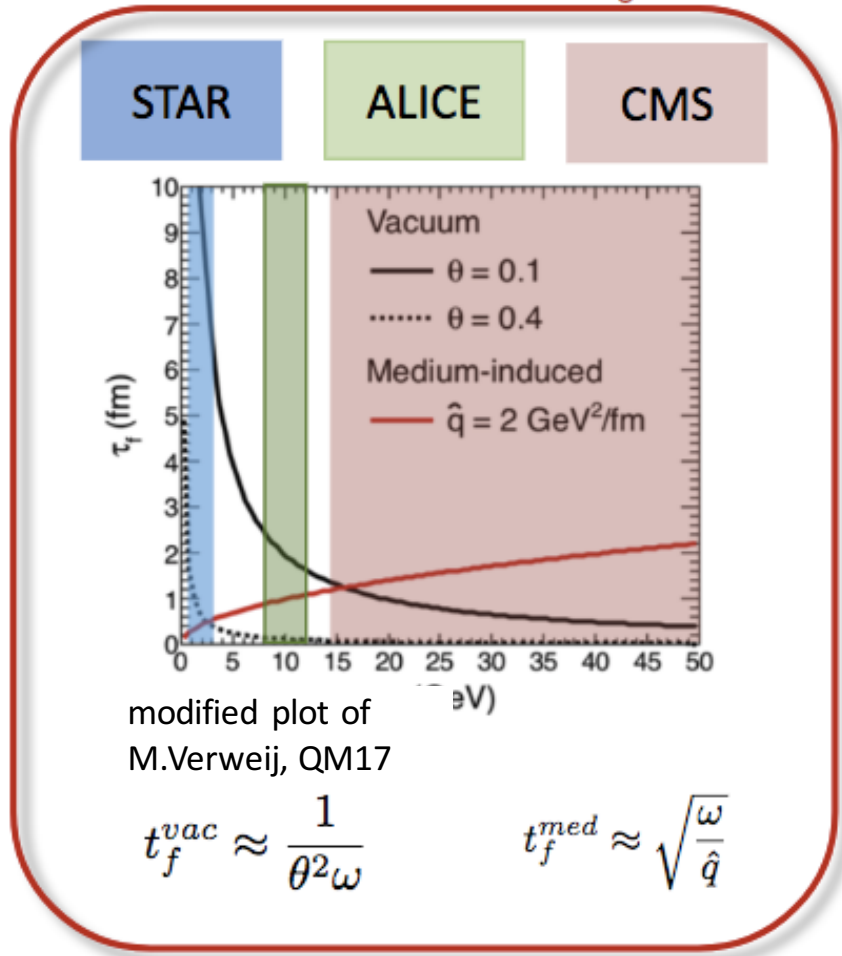 STAR ALICE CMS
10
9
8
7
6
5
4
3
2
1
0
τf (fm)
Vacuum
θ = 0.1
θ = 0.4
Medium-induced
q̂ = 2 GeV²/fm
0 5 10 15 20 25 30 35 40 45 50
eV)
modified plot of
M.Verweij, QM17
t_f^{vac} ≈ 1/(θ²ω) t_f^{med} ≈ √(ω/q̂)